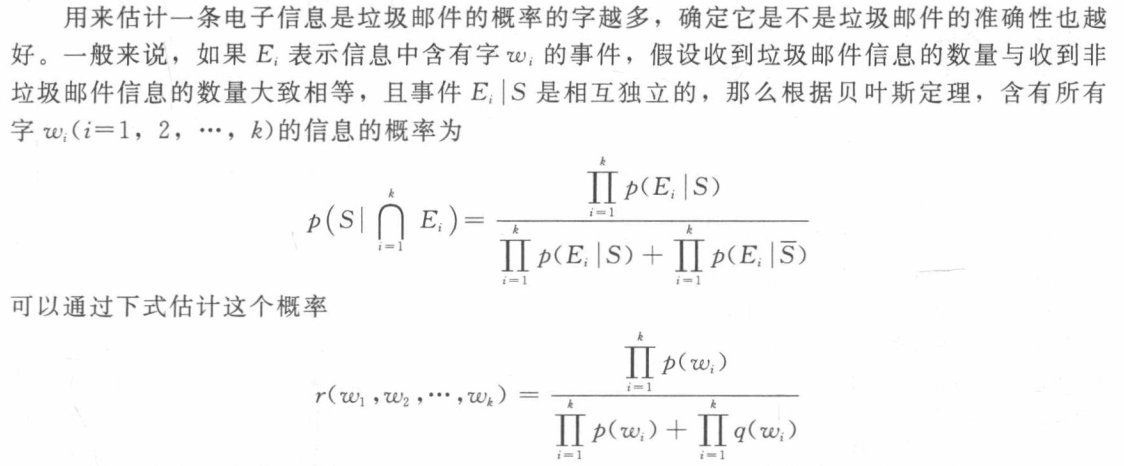 用来估计一条电子信息是垃圾邮件的概率的字越多，确定它是不是垃圾邮件的准确性也越
好。一般来说，如果 $E_i$ 表示信息中含有字 $w_i$ 的事件，假设收到垃圾邮件信息的数量与收到非
垃圾邮件信息的数量大致相等，且事件 $E_i|S$ 是相互独立的，那么根据贝叶斯定理，含有所有
字 $w_i(i=1, 2, \cdots, k)$的信息的概率为
$p(S|\bigcap_{i=1}^{k} E_i)=\frac{\prod_{i=1}^{k} p(E_i|S)}{\prod_{i=1}^{k} p(E_i|S)+\prod_{i=1}^{k} p(E_i|\overline{S})}$
可以通过下式估计这个概率
$r(w_1,w_2,\cdots,w_k)=\frac{\prod_{i=1}^{k} p(w_i)}{\prod_{i=1}^{k} p(w_i)+\prod_{i=1}^{k} q(w_i)}$